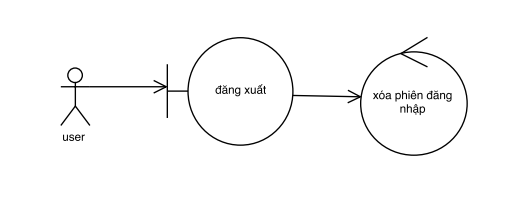 đăng xuất
xóa phiên đăng
nhập
user